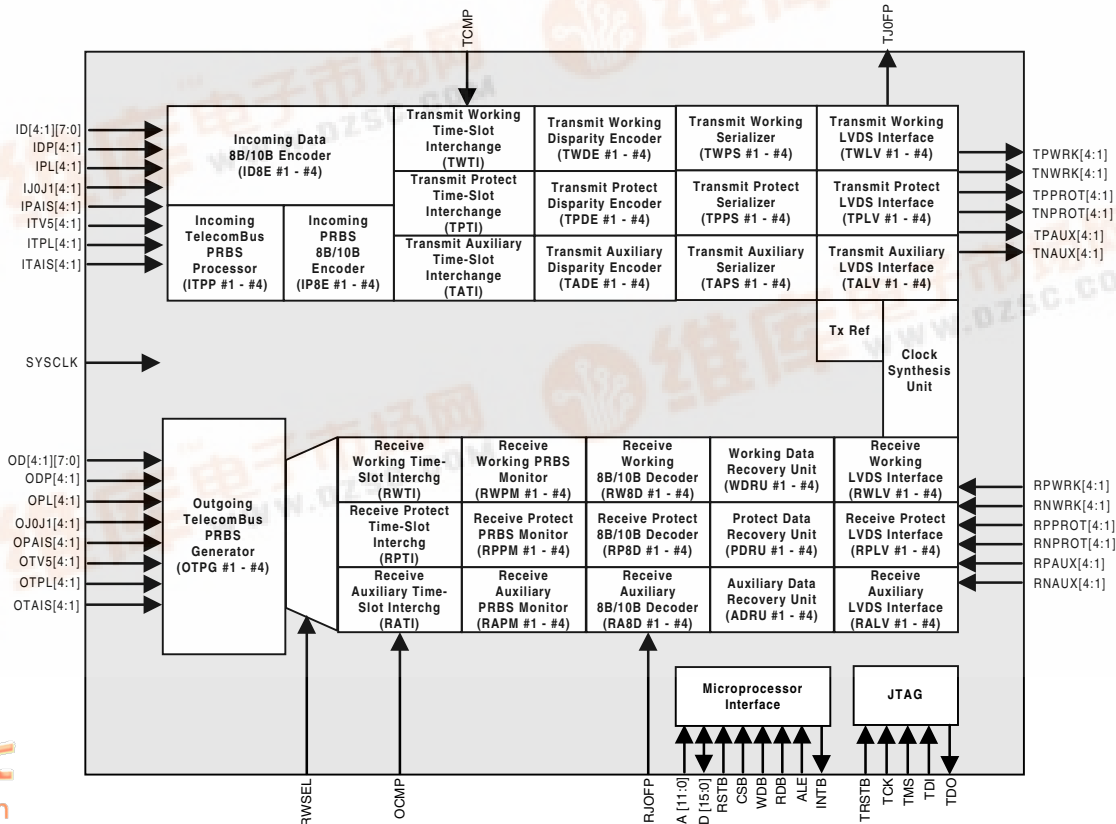 TCMP
TJ0FP
ID[4:1][7:0]
IDP[4:1]
IPL[4:1]
IJ0J1[4:1]
IPAIS[4:1]
ITV5[4:1]
ITPL[4:1]
ITAIS[4:1]
Incoming Data
8B/10B Encoder
(ID8E #1 - #4)
Incoming
TelecomBus
PRBS
Processor
(ITPP #1 - #4)
Incoming
PRBS
8B/10B
Encoder
(IP8E #1 - #4)
Transmit Working
Time-Slot
Interchange
(TWTI)
Transmit Working
Disparity Encoder
(TWDE #1 - #4)
Transmit Working
Serializer
(TWPS #1 - #4)
Transmit Working
LVDS Interface
(TWLV #1 - #4)
Transmit Protect
Time-Slot
Interchange
(TPTI)
Transmit Protect
Disparity Encoder
(TPDE #1 - #4)
Transmit Protect
Serializer
(TPPS #1 - #4)
Transmit Protect
LVDS Interface
(TPLV #1 - #4)
Transmit Auxiliary
Time-Slot
Interchange
(TATI)
Transmit Auxiliary
Disparity Encoder
(TADE #1 - #4)
Transmit Auxiliary
Serializer
(TAPS #1 - #4)
Transmit Auxiliary
LVDS Interface
(TALV #1 - #4)
TPWRK[4:1]
TNWRK[4:1]
TPPROT[4:1]
TNPROT[4:1]
TPAUX[4:1]
TNAUX[4:1]
Tx Ref
Clock
Synthesis
Unit
SYSCLK
OD[4:1][7:0]
ODP[4:1]
OPL[4:1]
OJ0J1[4:1]
OPAIS[4:1]
OTV5[4:1]
OTPL[4:1]
OTAIS[4:1]
Outgoing
TelecomBus
PRBS
Generator
(OTPG #1 - #4)
Receive
Working Time-
Slot Interchg
(RWTI)
Receive
Working PRBS
Monitor
(RWPM #1 - #4)
Receive
Working
8B/10B Decoder
(RW8D #1 - #4)
Working Data
Recovery Unit
(WDRU #1 - #4)
Receive
Working
LVDS Interface
(RWLV #1 - #4)
Receive Protect
Time-Slot
Interchg
(RPTI)
Receive Protect
PRBS Monitor
(RPPM #1 - #4)
Receive Protect
8B/10B Decoder
(RP8D #1 - #4)
Protect Data
Recovery Unit
(PDRU #1 - #4)
Receive Protect
LVDS Interface
(RPLV #1 - #4)
Receive
Auxiliary Time-
Slot Interchg
(RATI)
Receive
Auxiliary
PRBS Monitor
(RAPM #1 - #4)
Receive
Auxiliary
8B/10B Decoder
(RA8D #1 - #4)
Auxiliary Data
Recovery Unit
(ADRU #1 - #4)
Receive
Auxiliary
LVDS Interface
(RALV #1 - #4)
RPWRK[4:1]
RNWRK[4:1]
RPPROT[4:1]
RNPROT[4:1]
RPAUX[4:1]
RNAUX[4:1]
Microprocessor
Interface
JTAG
RWSEL
OCMP
RJOFP
A [11:0]
D [15:0]
RSTB
CSB
WDB
RDB
ALE
INTB
TRSTB
TCK
TMS
TDI
TDO
维库电子市场网
WWW.DZSC.COM